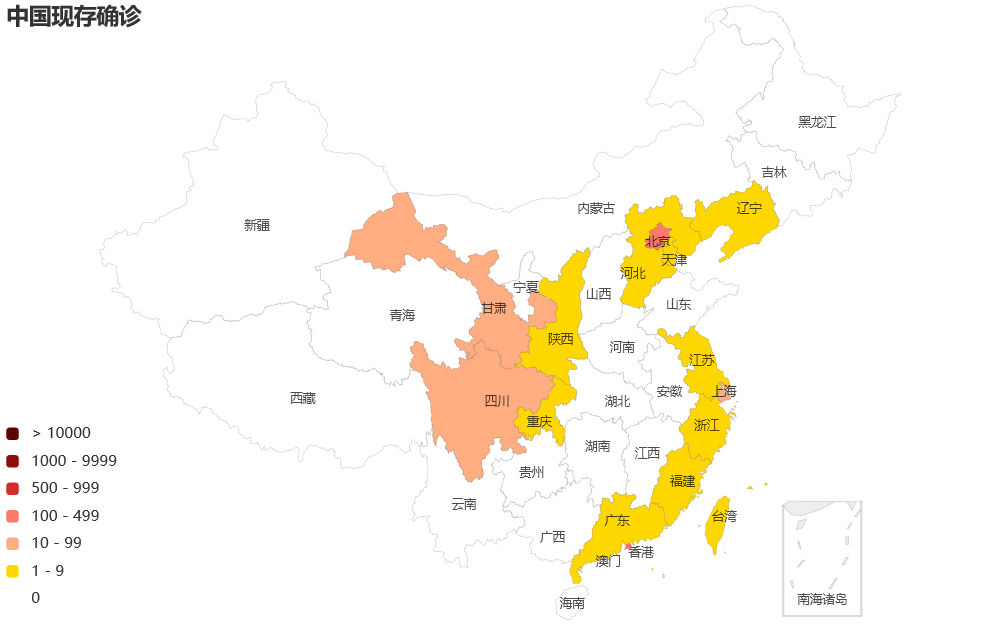 中国现存确诊
黑龙江
吉林
新疆
内蒙古
辽宁
北京
天津
河北
宁夏
山西
甘肃
山东
青海
陕西
河南
江苏
西藏
四川
重庆
湖北
安徽
上海
浙江
湖南
江西
贵州
福建
云南
广西
广东
台湾
香港
澳门
海南
南海诸岛
> 10000
1000 - 9999
500 - 999
100 - 499
10 - 99
1 - 9
0